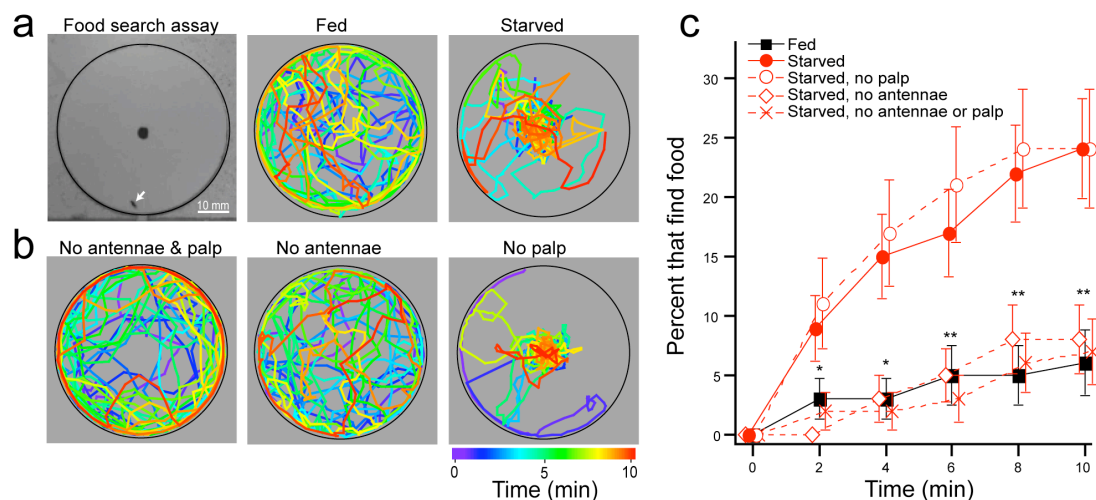 a
Food search assay
Fed
Starved
10 mm
b
No antennae & palp
No antennae
No palp
0
5
10
Time (min)
c
Fed
Starved
Starved, no palp
Starved, no antennae
Starved, no antennae or palp
Percent that find food
30
25
20
15
10
5
0
*
*
**
**
**
0
2
4
6
8
10
Time (min)